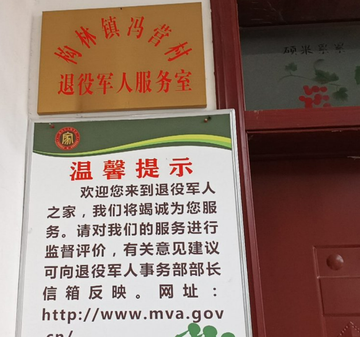 陶林镇冯营村
退役军人服务室
温馨提示
欢迎您来到退役军人
之家，我们将竭诚为您服
务。请对我们的服务进行
监督评价，有关意见建议
可向退役军人事务部部长
信箱反映。网址：
http://www.mva.gov
.cn/